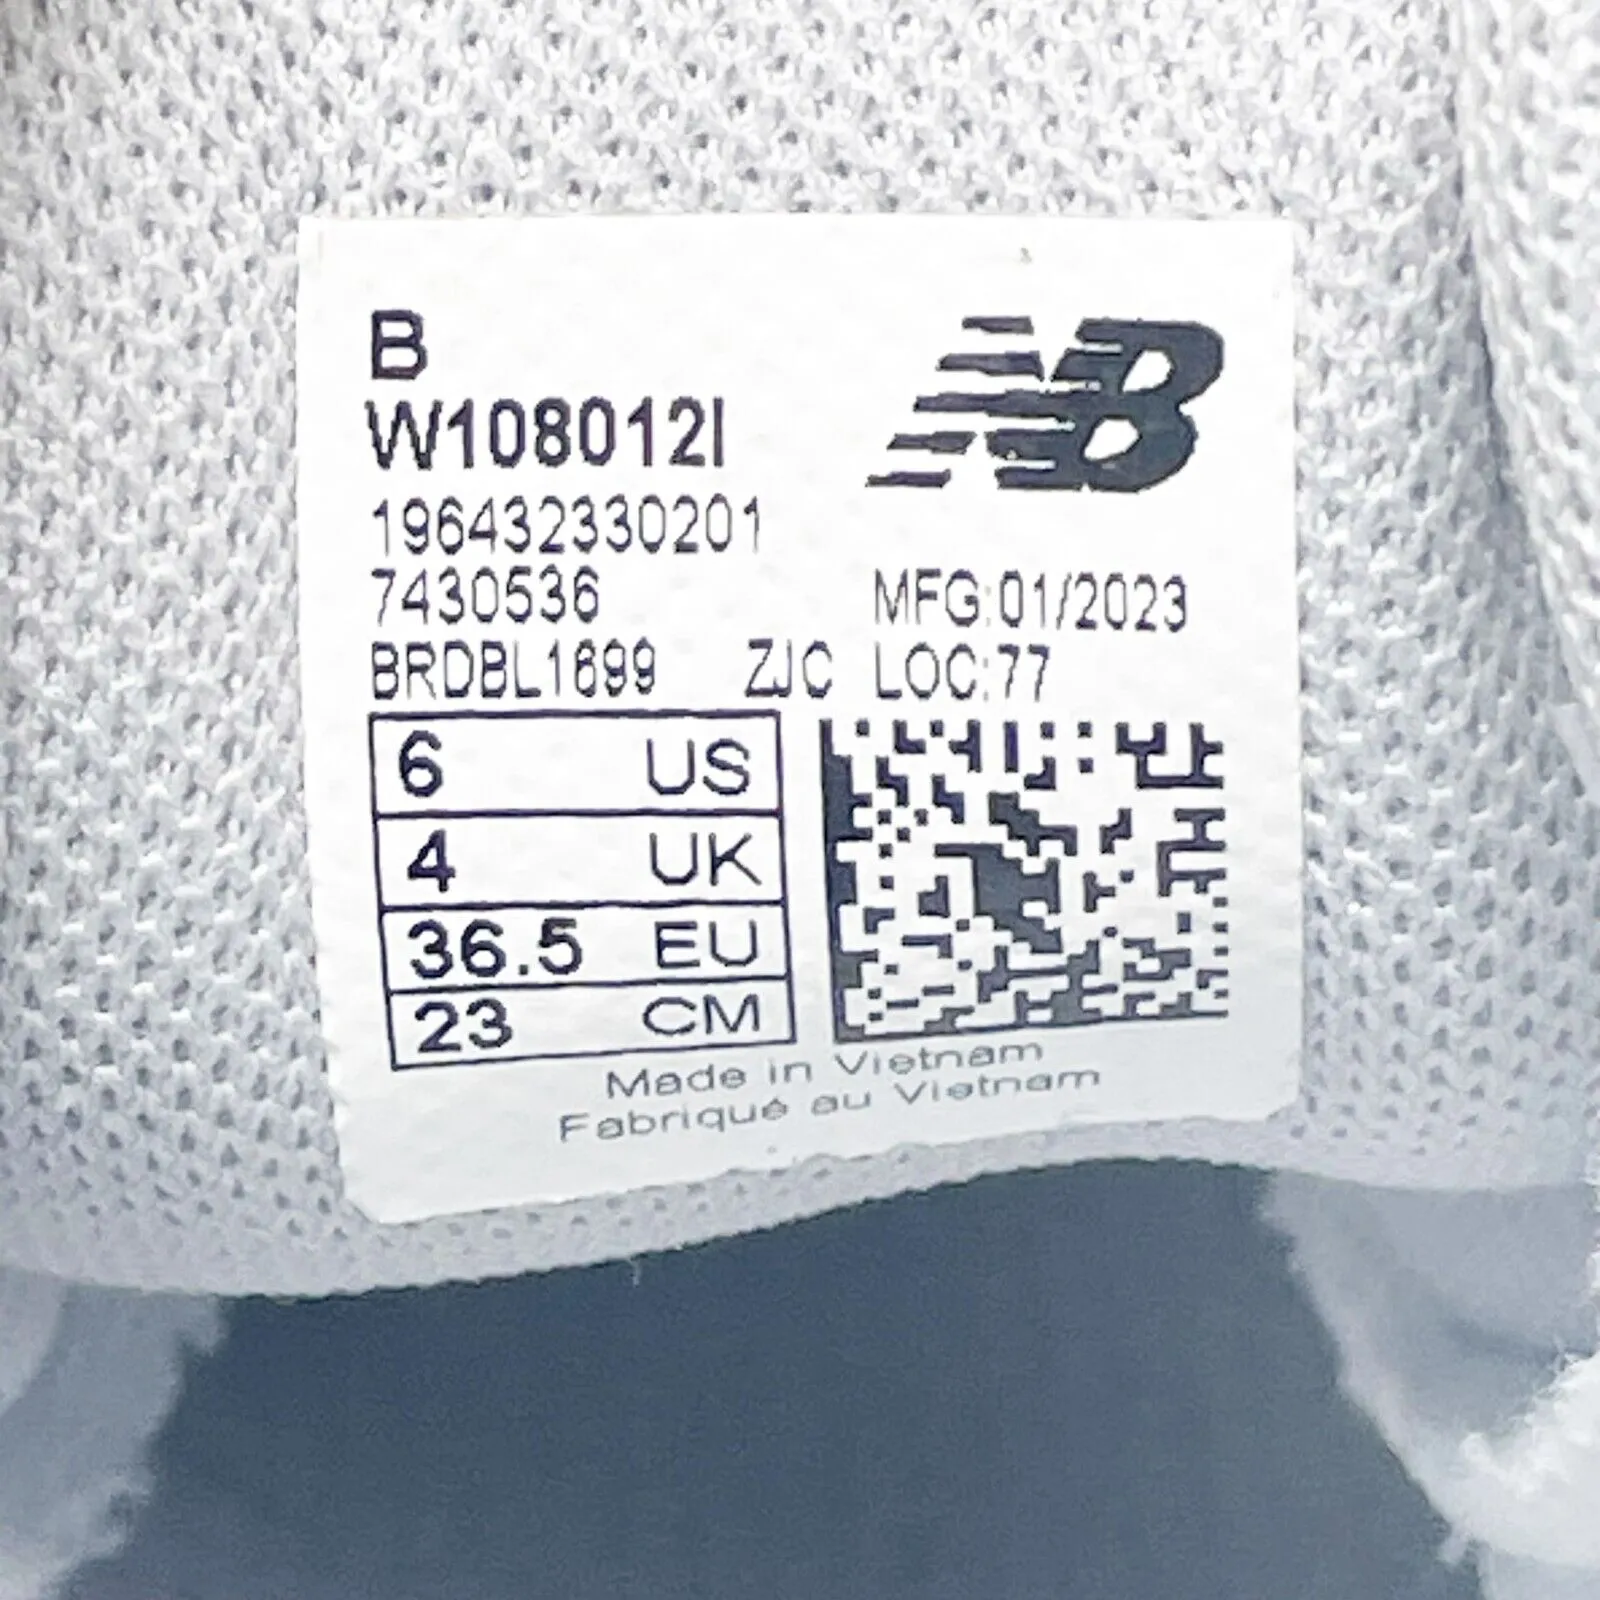 B
W108012I
NB
196432330201
7430536 MFG:01/2023
BRDBL1699 ZJC LOC:77
6 US
4 UK
36.5 EU
23 CM
Made in Vietnam
Fabriqué au Vietnam